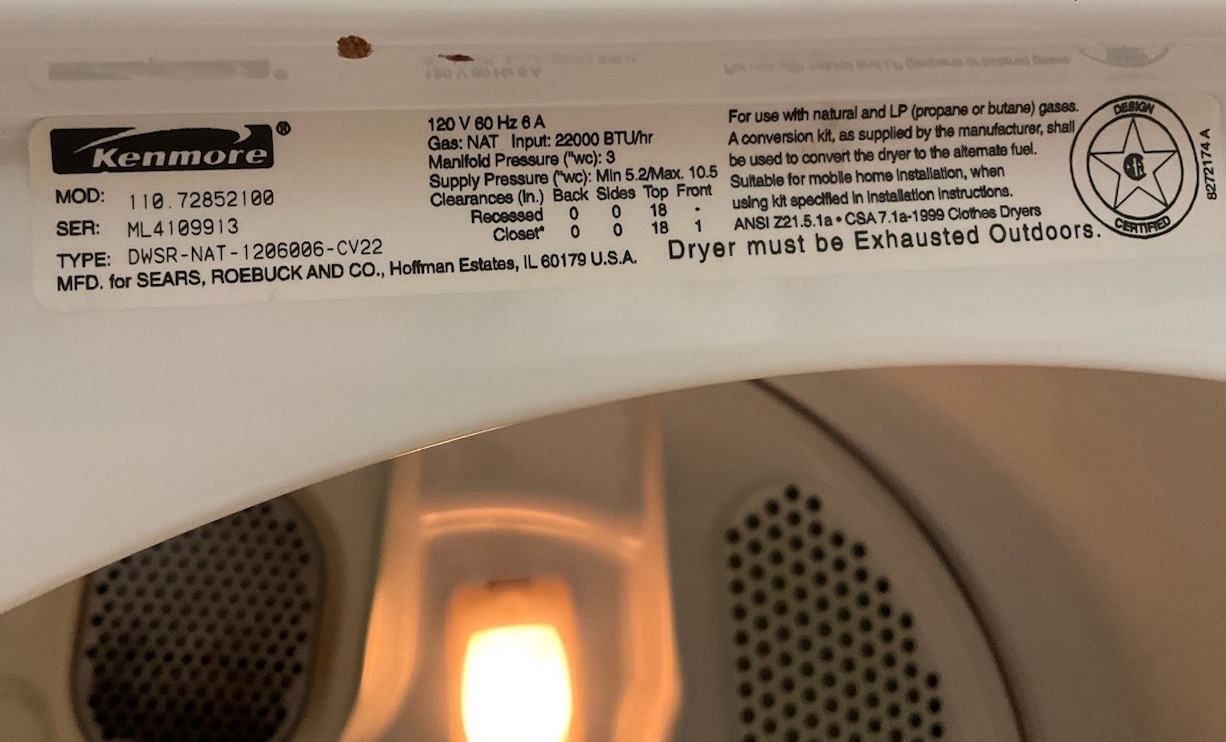 Kenmore®
MOD: 110.72852100
SER: ML4109913
TYPE: DWSR-NAT-1206006-CV22
MFD. for SEARS, ROEBUCK AND CO., Hoffman Estates, IL 60179 U.S.A.
120 V 60 Hz 6 A
Gas: NAT Input: 22000 BTU/hr
Manifold Pressure ("wc): 3
Supply Pressure ("wc): Min 5.2/Max. 10.5
Clearances (In.) Back Sides Top Front
Recessed 0 0 18 -
Closet* 0 0 18 1
For use with natural and LP (propane or butane) gases.
A conversion kit, as supplied by the manufacturer, shall
be used to convert the dryer to the alternate fuel.
Suitable for mobile home installation, when
using kit specified in installation instructions.
ANSI Z21.5.1a • CSA 7.1a-1999 Clothes Dryers
Dryer must be Exhausted Outdoors.
DESIGN
CERTIFIED
8272174 A